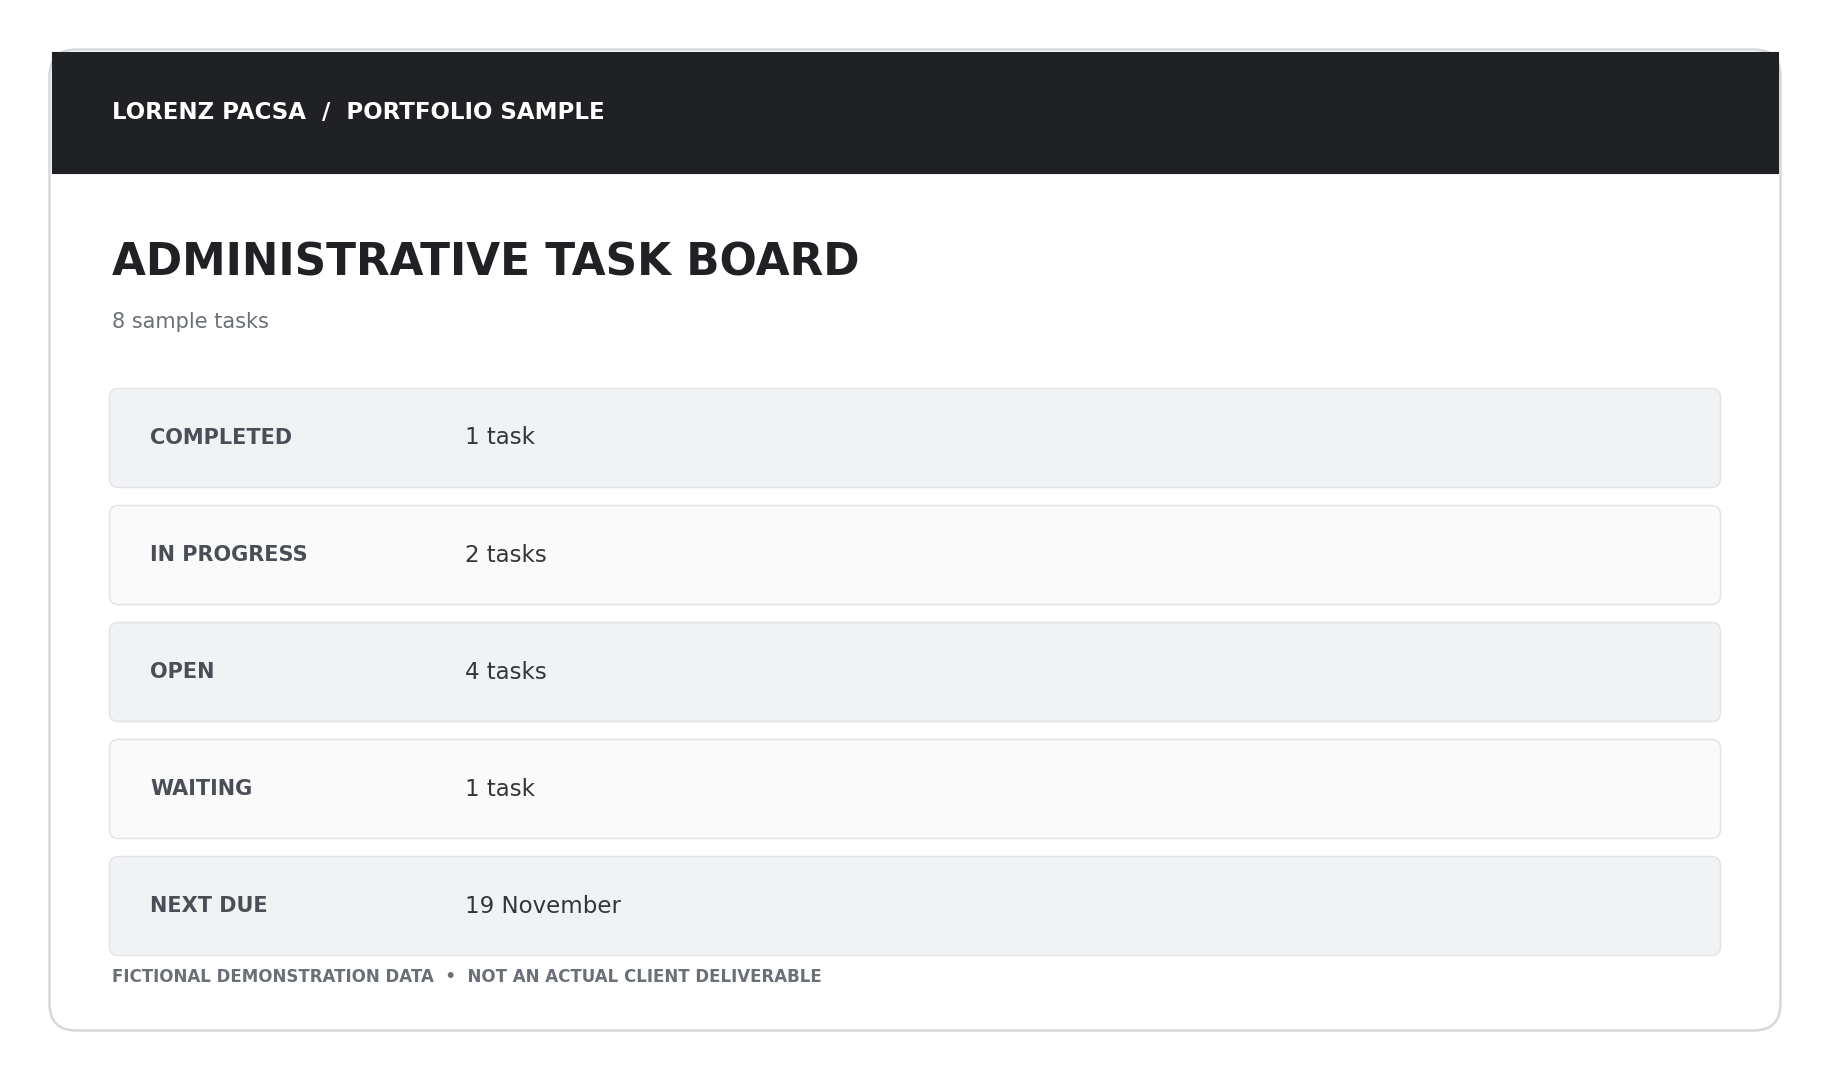 LORENZ PACSA / PORTFOLIO SAMPLE
ADMINISTRATIVE TASK BOARD
8 sample tasks
COMPLETED 1 task
IN PROGRESS 2 tasks
OPEN 4 tasks
WAITING 1 task
NEXT DUE 19 November
FICTIONAL DEMONSTRATION DATA • NOT AN ACTUAL CLIENT DELIVERABLE